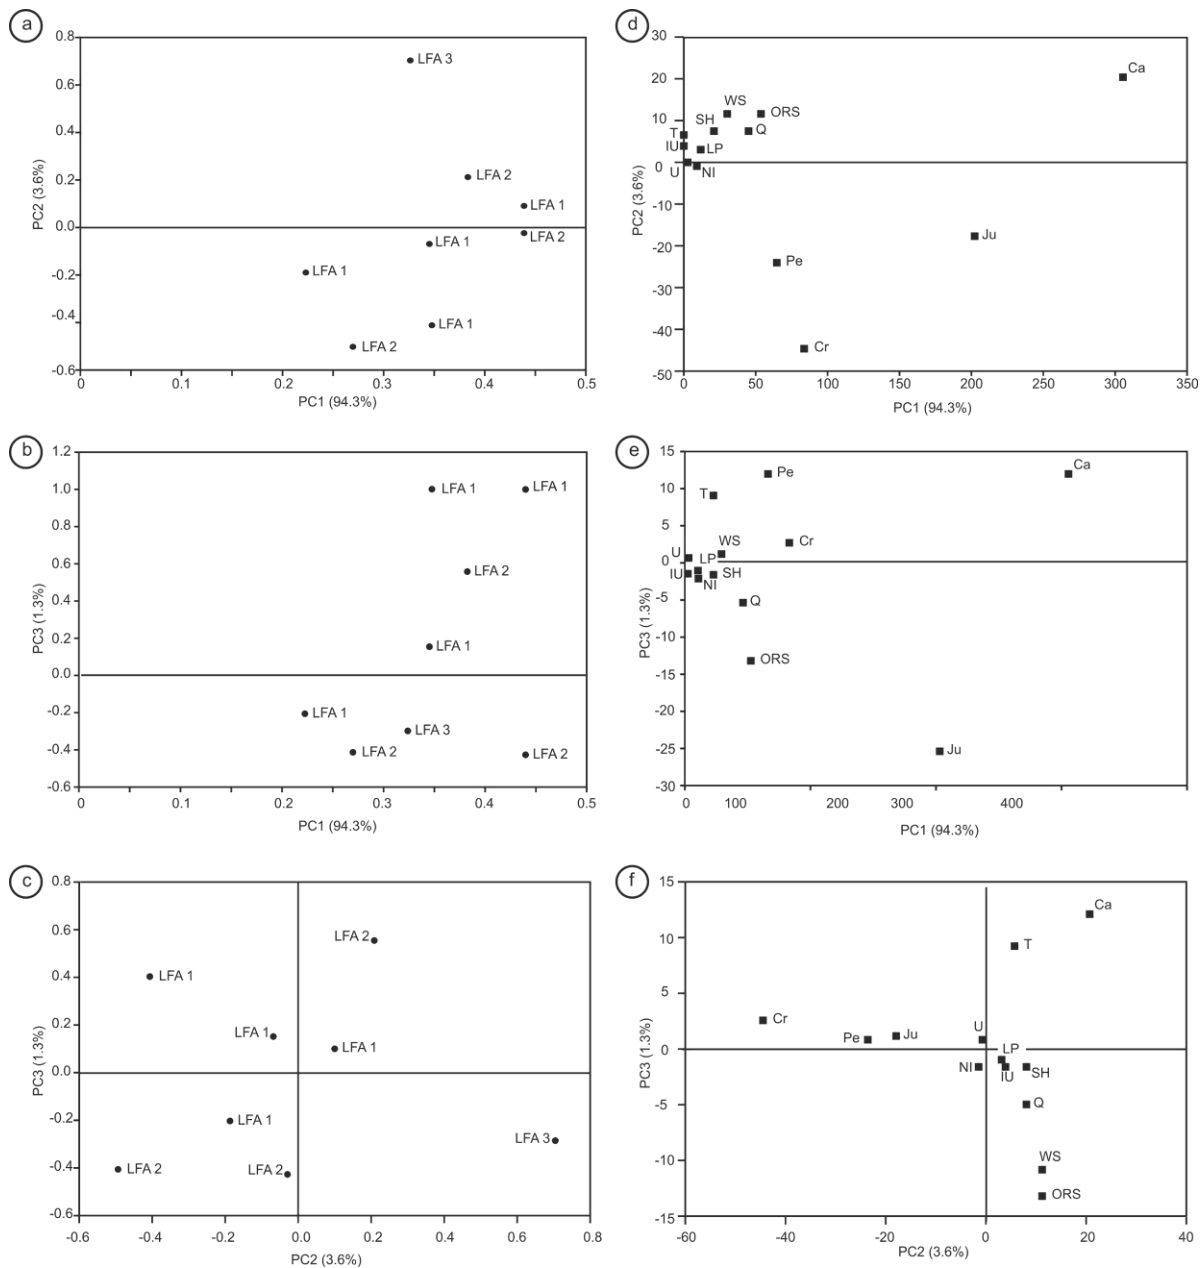 a
0.8
0.6
0.4
0.2
0.0
-0.2
-0.4
-0.6
PC2 (3.6%)
LFA 3
LFA 2
LFA 1
LFA 2
LFA 1
LFA 1
LFA 1
LFA 2
0 0.1 0.2 0.3 0.4 0.5
PC1 (94.3%)
d
30
20
10
0
-10
-20
-30
-40
-50
PC2 (3.6%)
Ca
WS
ORS
SH
Q
T
IU
LP
U
NI
Ju
Pe
Cr
0 50 100 150 200 250 300 350
PC1 (94.3%)
b
1.2
1.0
0.8
0.6
0.4
0.2
0.0
-0.2
-0.4
-0.6
PC3 (1.3%)
LFA 1
LFA 1
LFA 2
LFA 1
LFA 1
LFA 3
LFA 2
LFA 2
0 0.1 0.2 0.3 0.4 0.5
PC1 (94.3%)
e
15
10
5
0
-5
-10
-15
-20
-25
-30
PC3 (1.3%)
Pe
Ca
T
WS
Cr
U
LP
IU
SH
NI
Q
ORS
Ju
0 100 200 300 400
PC1 (94.3%)
c
0.8
0.6
0.4
0.2
0.0
-0.2
-0.4
-0.6
PC3 (1.3%)
LFA 2
LFA 1
LFA 1
LFA 1
LFA 1
LFA 3
LFA 2
LFA 2
-0.6 -0.4 -0.2 0.0 0.2 0.4 0.6 0.8
PC2 (3.6%)
f
15
10
5
0
-5
-10
-15
PC3 (1.3%)
Ca
T
Cr
Pe
Ju
U
LP
NI
IU
SH
Q
WS
ORS
-60 -40 -20 0 20 40
PC2 (3.6%)